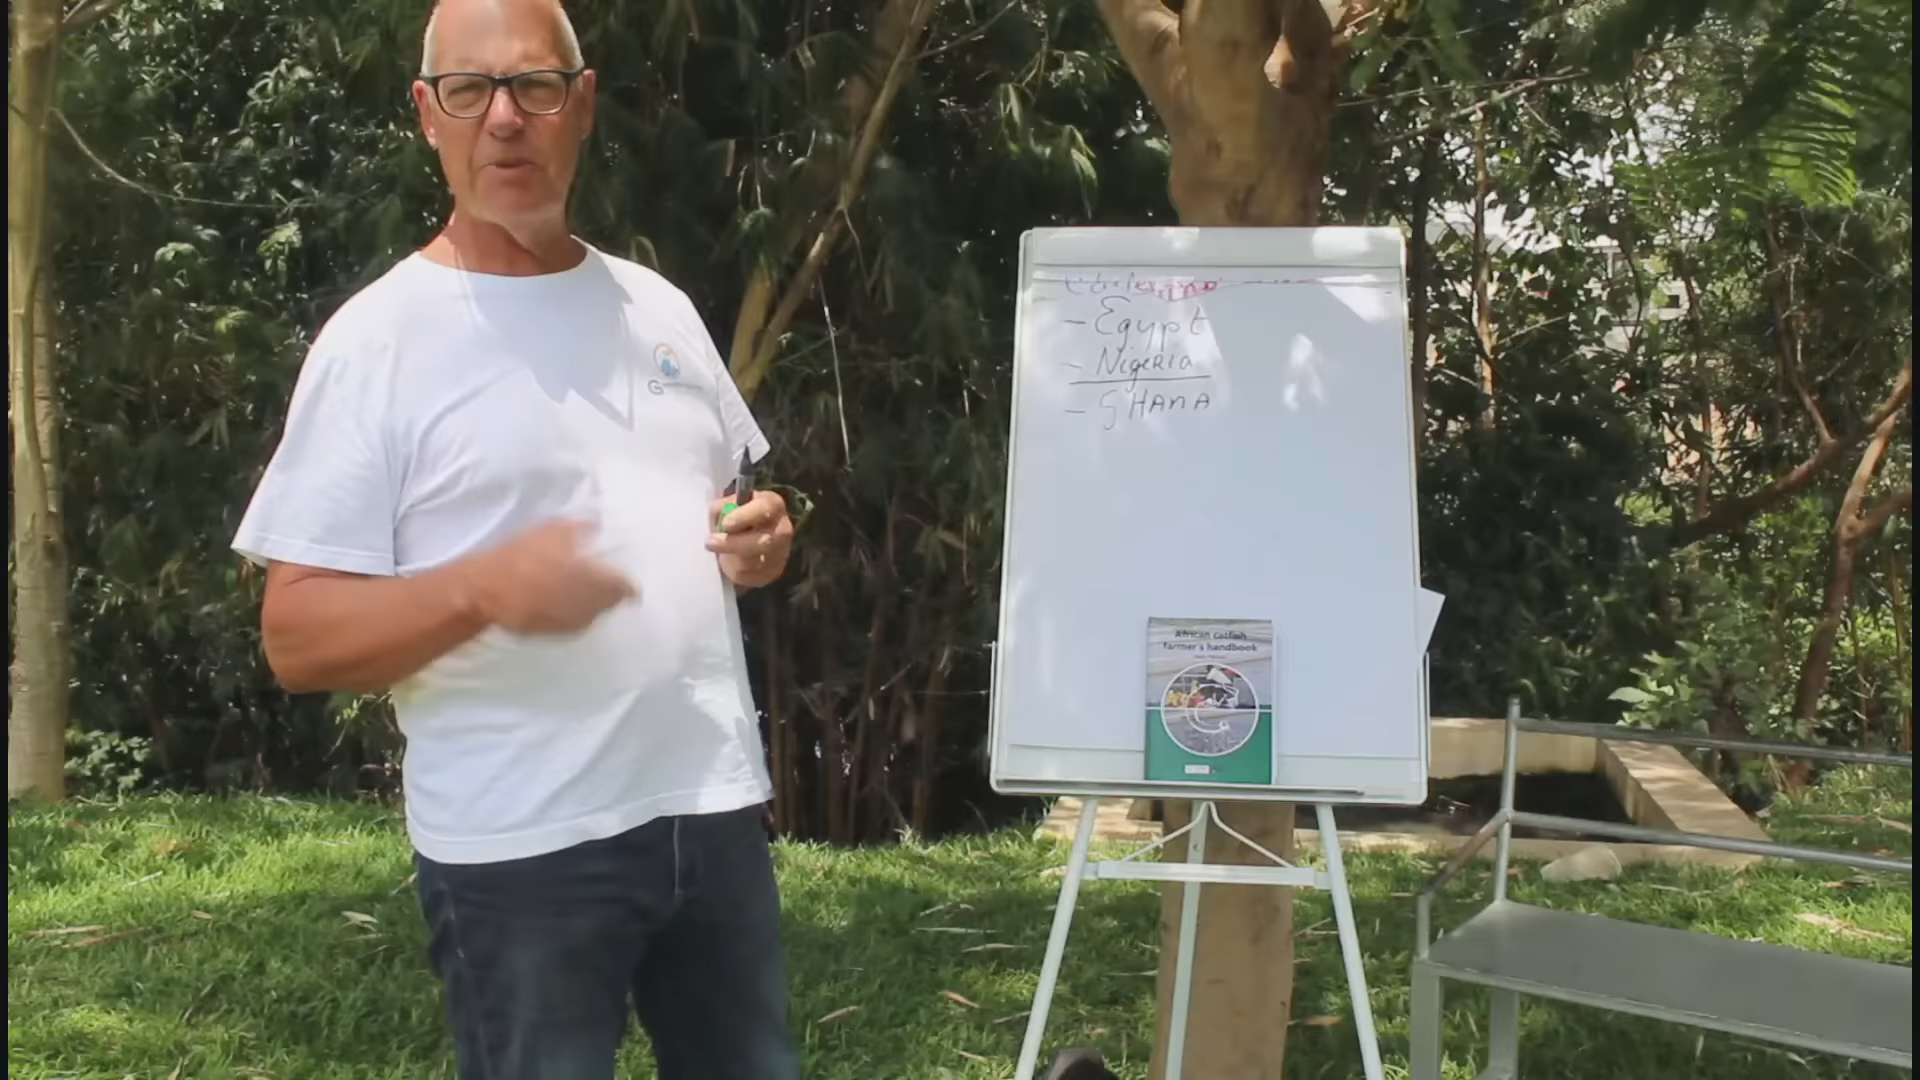 - Egypt
- Nigeria
- GHANA
african catfish
farmer's handbook